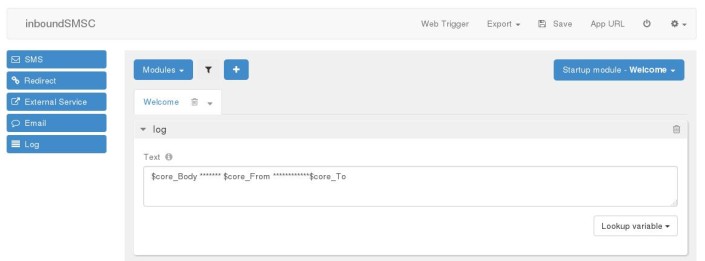 inboundSMSC
Web Trigger Export Save App URL
SMS
Redirect
External Service
Email
Log
Modules
Startup module - Welcome
Welcome
log
Text
$core_Body ******* $core_From ************$core_To
Lookup variable